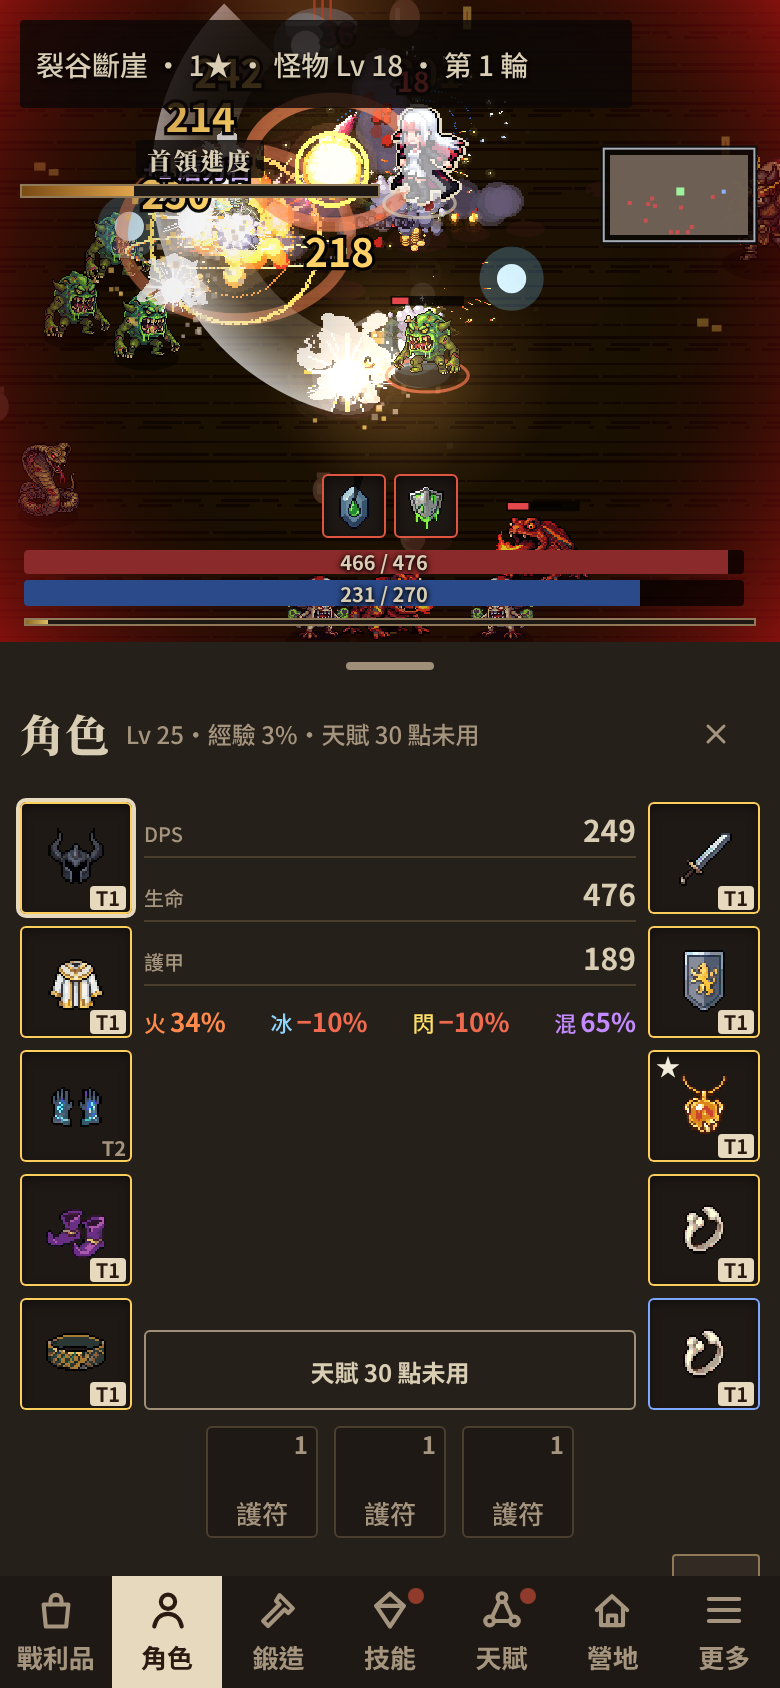 裂谷斷崖 • 1★ • 怪物 Lv 18 • 第 1 輪
214
首領進度
218
466 / 476
231 / 270
角色 Lv 25・經驗 3%・天賦 30 點未用
T1
DPS 249
T1
生命 476
T1
護甲 189
T1
火 34% 冰 −10% 閃 −10% 混 65%
T2
★
T1
T1
T1
T1
T1
天賦 30 點未用
1 1 1
護符 護符 護符
戰利品 角色 鍛造 技能 天賦 營地 更多